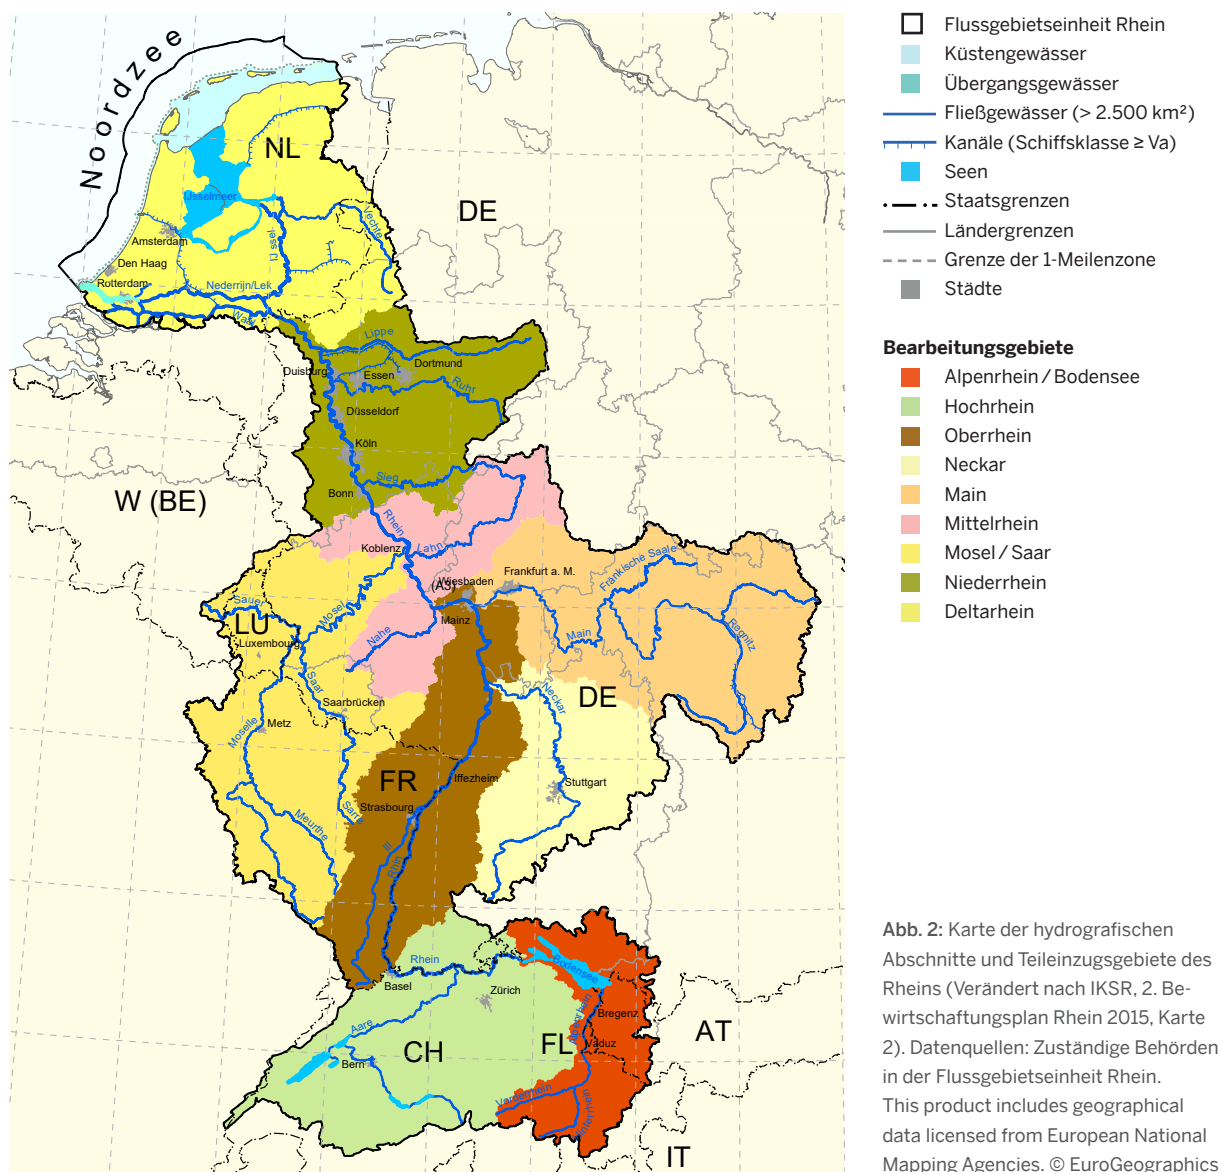 Noordzee
NL
IJsselmeer
IJssel
Vechte
DE
Amsterdam
Den Haag
Rotterdam
Nederrijn/Lek
Waal
Lippe
Duisburg
Essen
Dortmund
Ruhr
Düsseldorf
Köln
Sieg
Bonn
W (BE)
Rhein
Koblenz
Lahn
(A3)
Wiesbaden
Frankfurt a. M.
Fränkische Saale
Sauer
Mosel
LU
Luxembourg
Nahe
Mainz
Main
Regnitz
Saar
Saarbrücken
Neckar
DE
Moselle
Metz
FR
Iffezheim
Stuttgart
Strasbourg
Sarre
Meurthe
Ill
Rhin
Rhein
Bodensee
Basel
Zürich
Alpenrhein
Bregenz
Aare
CH
FL
Vaduz
AT
Bern
Vorderrhein
Hinterrhein
IT
Flussgebietseinheit Rhein
Küstengewässer
Übergangsgewässer
Fließgewässer (> 2.500 km²)
Kanäle (Schiffsklasse ≥ Va)
Seen
Staatsgrenzen
Ländergrenzen
Grenze der 1-Meilenzone
Städte
Bearbeitungsgebiete
Alpenrhein / Bodensee
Hochrhein
Oberrhein
Neckar
Main
Mittelrhein
Mosel / Saar
Niederrhein
Deltarhein
Abb. 2: Karte der hydrografischen
Abschnitte und Teileinzugsgebiete des
Rheins (Verändert nach IKSR, 2. Be-
wirtschaftungsplan Rhein 2015, Karte
2). Datenquellen: Zuständige Behörden
in der Flussgebietseinheit Rhein.
This product includes geographical
data licensed from European National
Mapping Agencies. © EuroGeographics